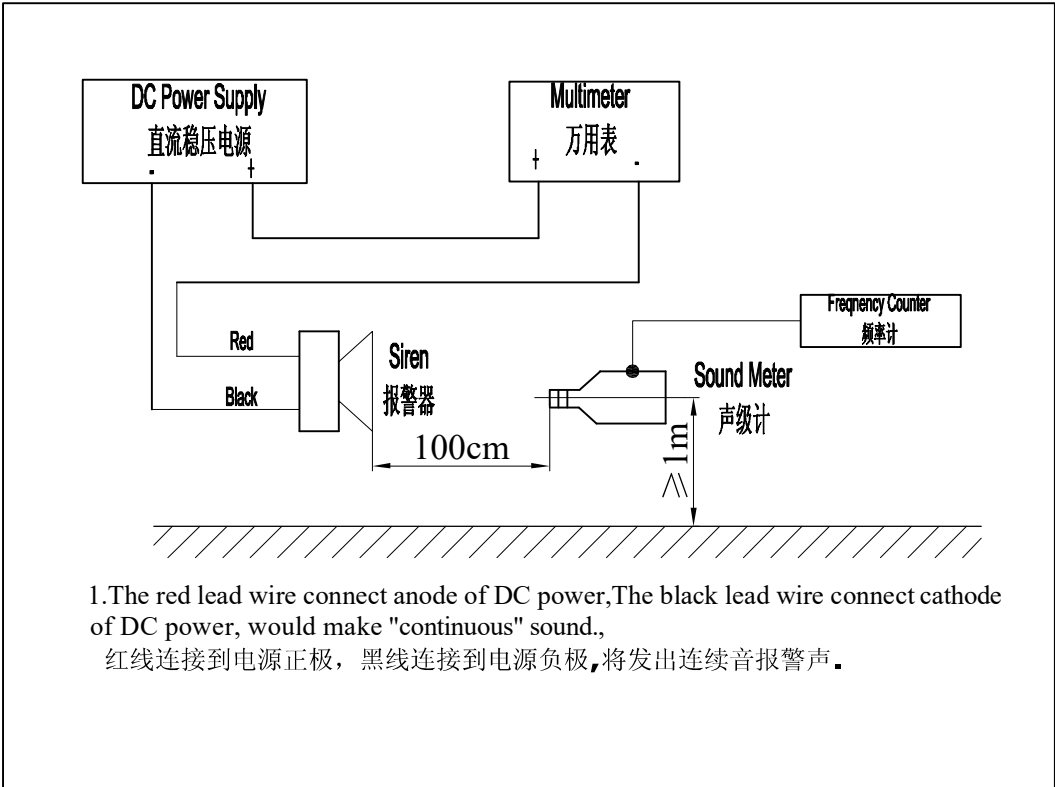 DC Power Supply
直流稳压电源
- +
Multimeter
万用表
+ -
Freqnency Counter
频率计
Red
Siren
Black
报警器
Sound Meter
声级计
100cm
≥1m
1.The red lead wire connect anode of DC power,The black lead wire connect cathode
of DC power, would make "continuous" sound.,
红线连接到电源正极，黑线连接到电源负极,将发出连续音报警声.